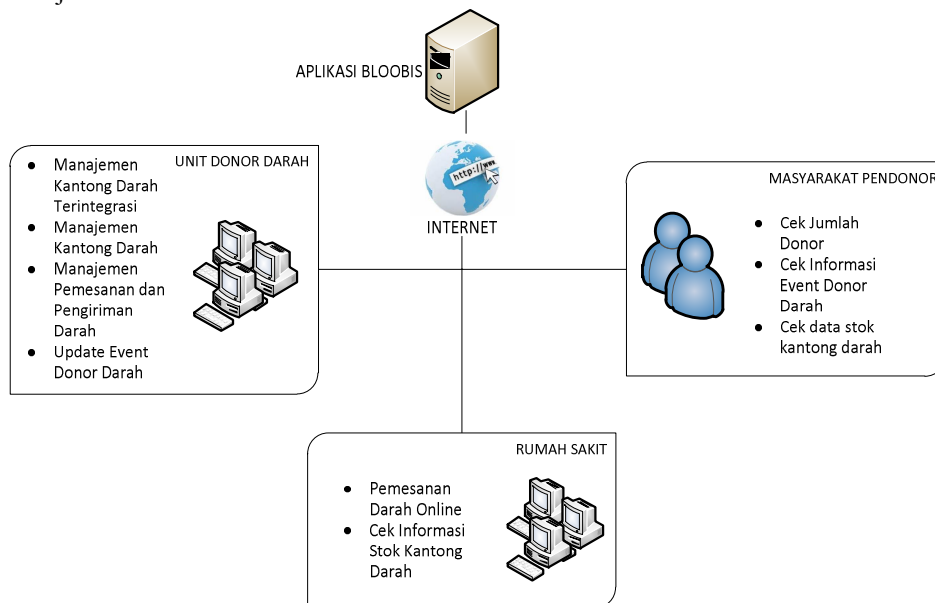 APLIKASI BLOOBIS
http://www
INTERNET
UNIT DONOR DARAH
• Manajemen
Kantong Darah
Terintegrasi
• Manajemen
Kantong Darah
• Manajemen
Pemesanan dan
Pengiriman
Darah
• Update Event
Donor Darah
MASYARAKAT PENDONOR
• Cek Jumlah
Donor
• Cek Informasi
Event Donor
Darah
• Cek data stok
kantong darah
RUMAH SAKIT
• Pemesanan
Darah Online
• Cek Informasi
Stok Kantong
Darah